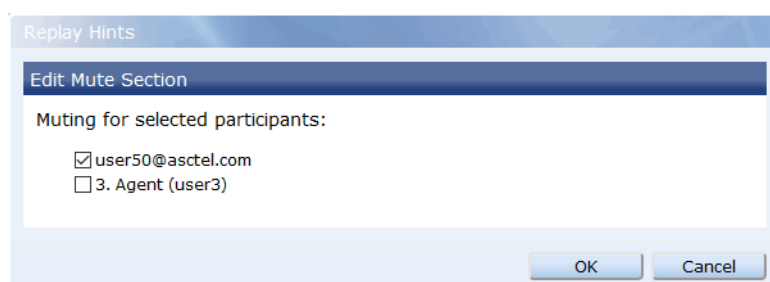 Replay Hints
Edit Mute Section
Muting for selected participants:
user50@asctel.com
3. Agent (user3)
OK Cancel